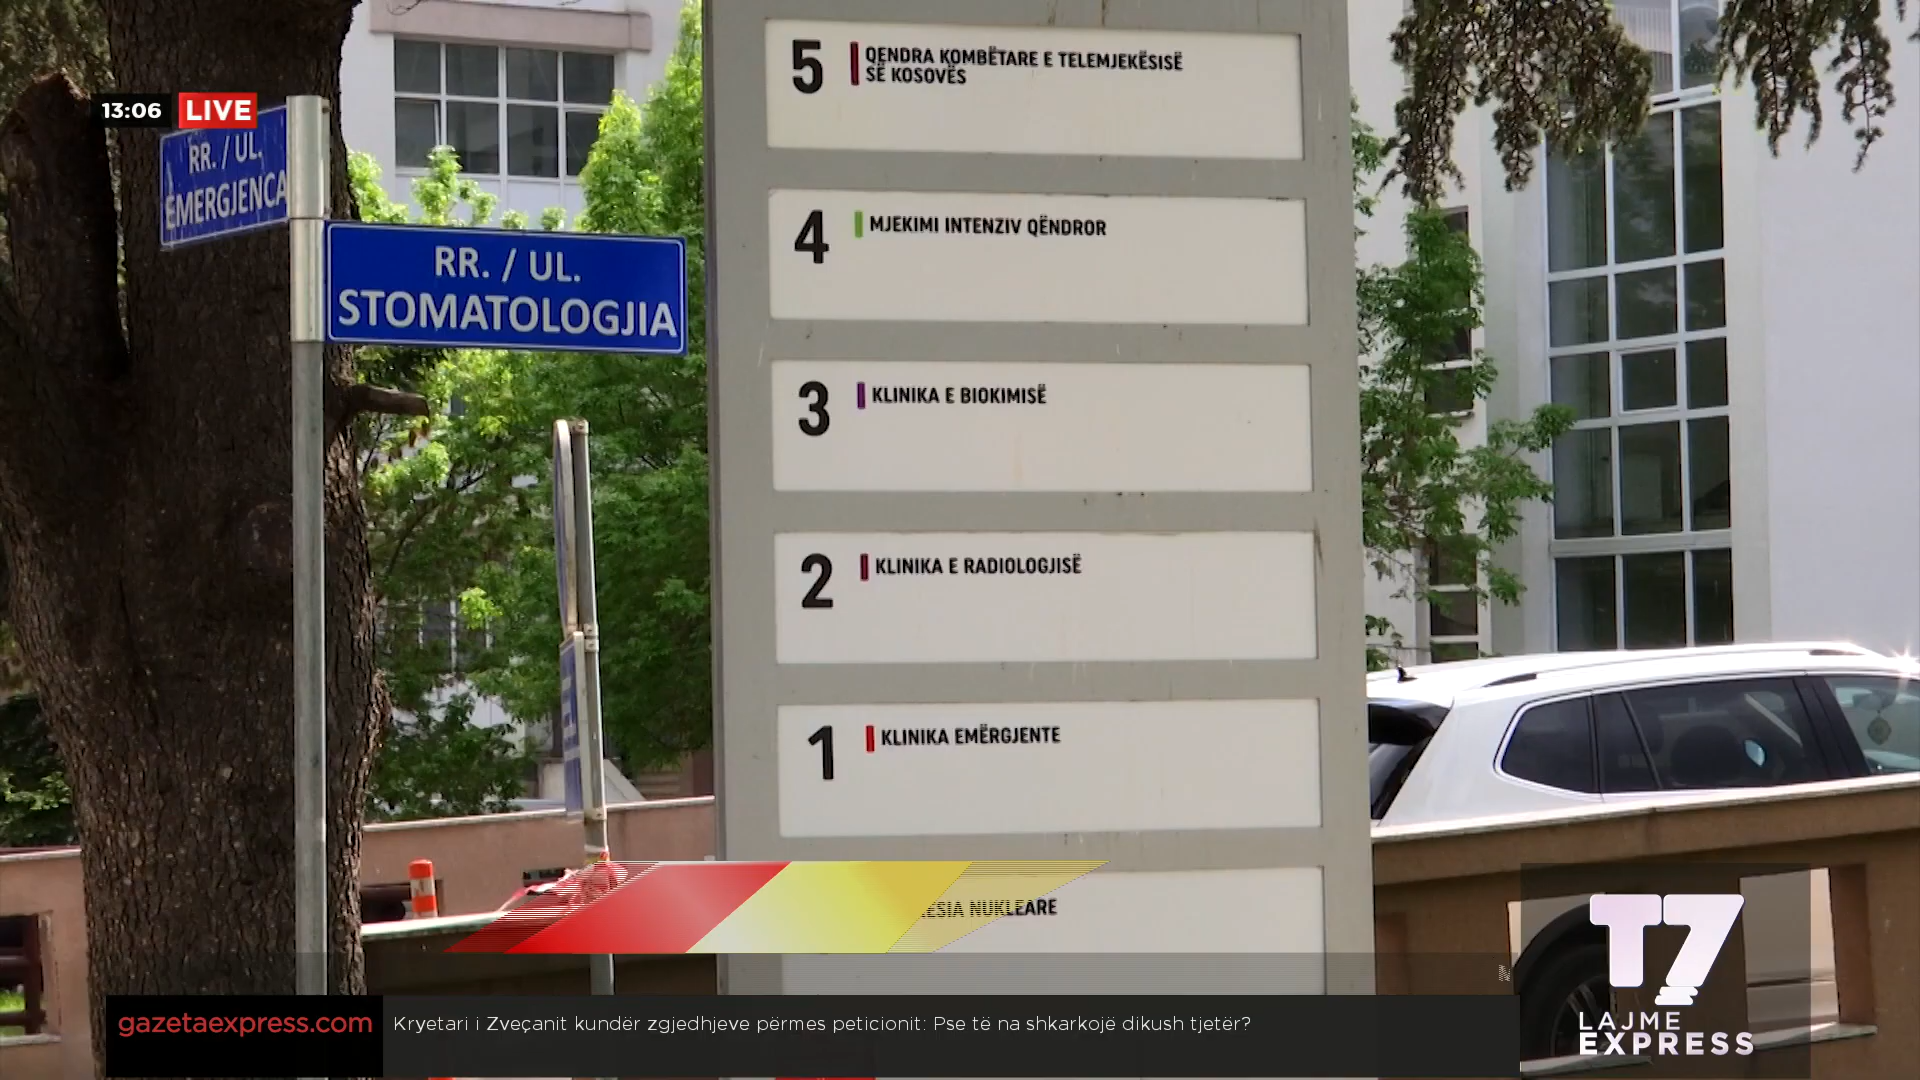 13:06 LIVE
RR. / UL.
EMERGJENCA
RR. / UL.
STOMATOLOGJIA
5 QENDRA KOMBËTARE E TELEMJEKËSISË
SË KOSOVËS
4 MJEKIMI INTENZIV QËNDROR
3 KLINIKA E BIOKIMISË
2 KLINIKA E RADIOLOGJISË
1 KLINIKA EMËRGJENTE
NUKLEARE
gazetaexpress.com Kryetari i Zveçanit kundër zgjedhjeve përmes peticionit: Pse të na shkarkojë dikush tjetër?
T7
LAJME
EXPRESS